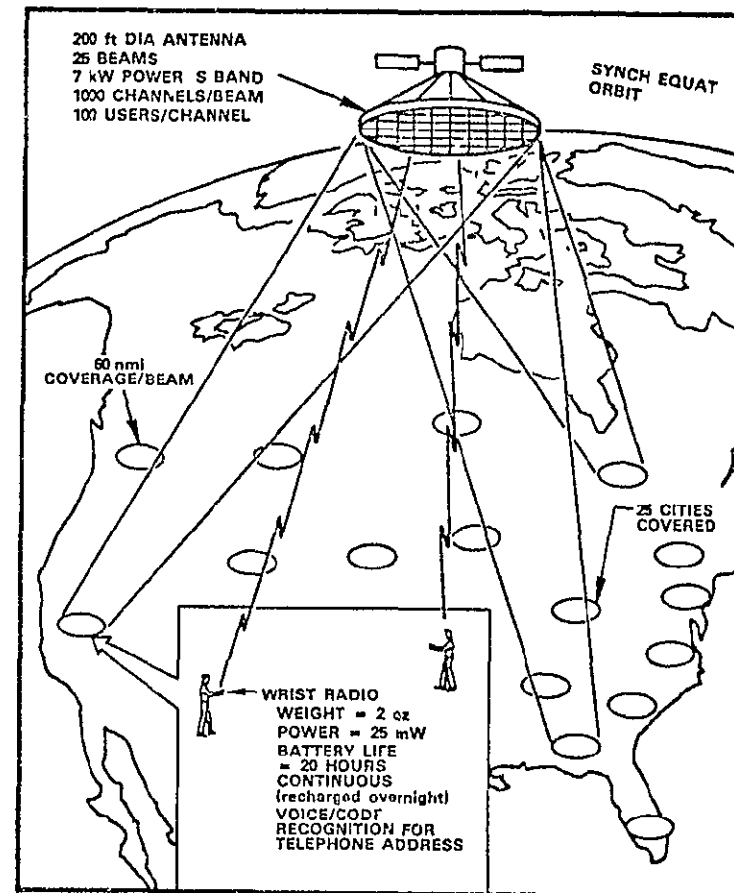 200 ft DIA ANTENNA
25 BEAMS
7 kW POWER S BAND
1000 CHANNELS/BEAM
100 USERS/CHANNEL
SYNCH EQUAT
ORBIT
60 nmi
COVERAGE/BEAM
25 CITIES
COVERED
WRIST RADIO
WEIGHT = 2 oz
POWER = 25 mW
BATTERY LIFE
= 20 HOURS
CONTINUOUS
(recharged overnight)
VOICE/CODE
RECOGNITION FOR
TELEPHONE ADDRESS